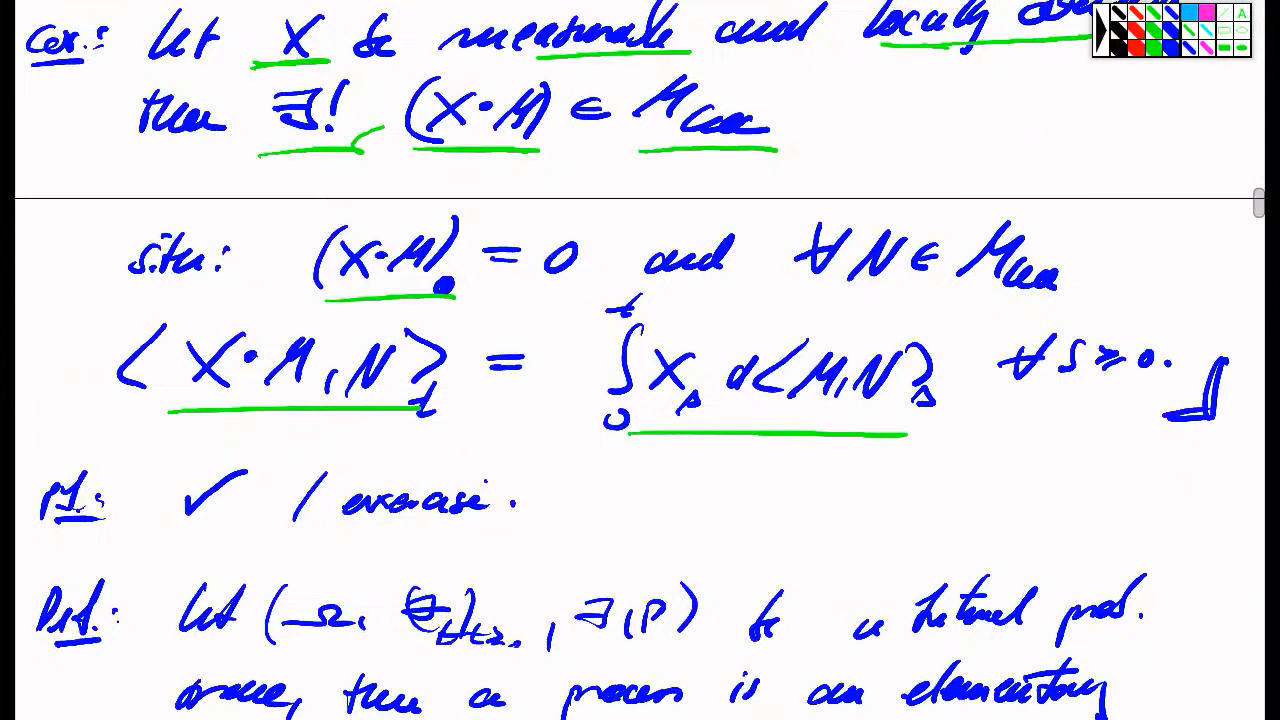 Cor.: let X be measurable and locally
then ∃! (X·M) ∈ M_loc
s.th.: (X·M)_0 = 0 and ∀ N ∈ M_loc
⟨X·M, N⟩_t = ∫_0^t X_s d⟨M,N⟩_s ∀ s ≥ 0.
pf.: ✓ / exercise.
Def.: let (Ω, (F_t)_{t≥0}, F, P) be a filtered prob.
space, then a process is an elementary
A